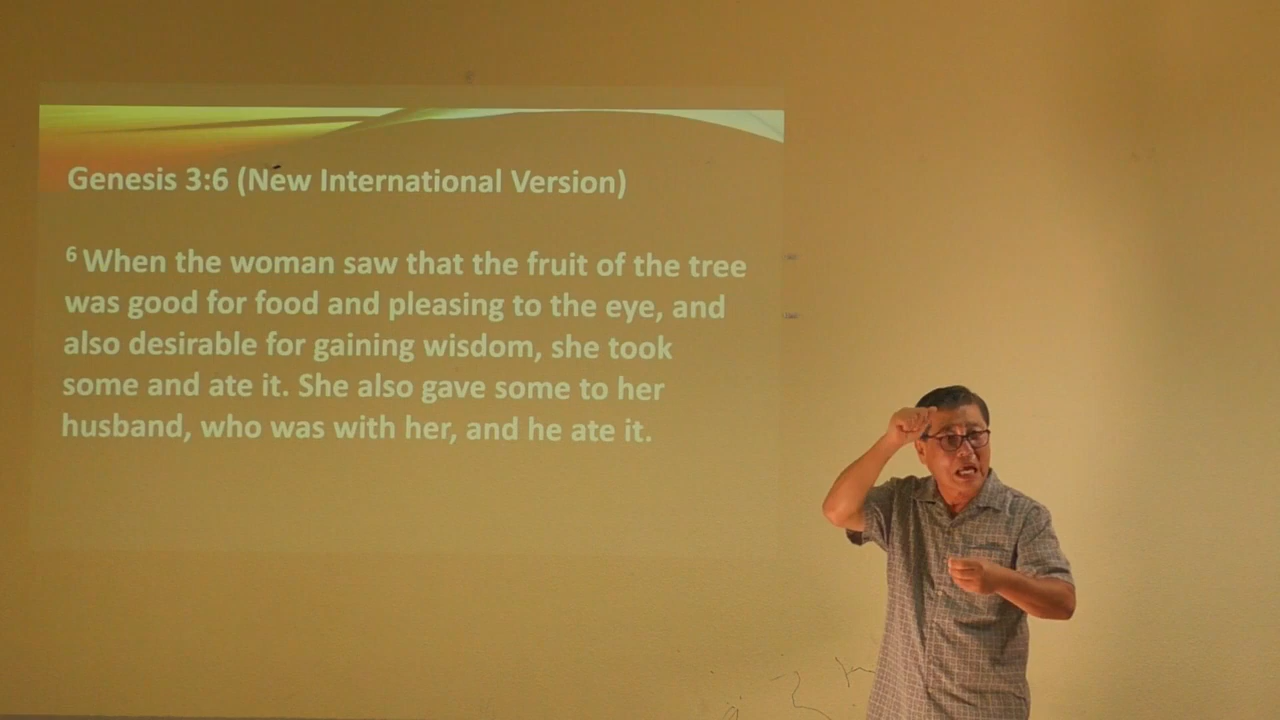 Genesis 3:6 (New International Version)
6 When the woman saw that the fruit of the tree
was good for food and pleasing to the eye, and
also desirable for gaining wisdom, she took
some and ate it. She also gave some to her
husband, who was with her, and he ate it.